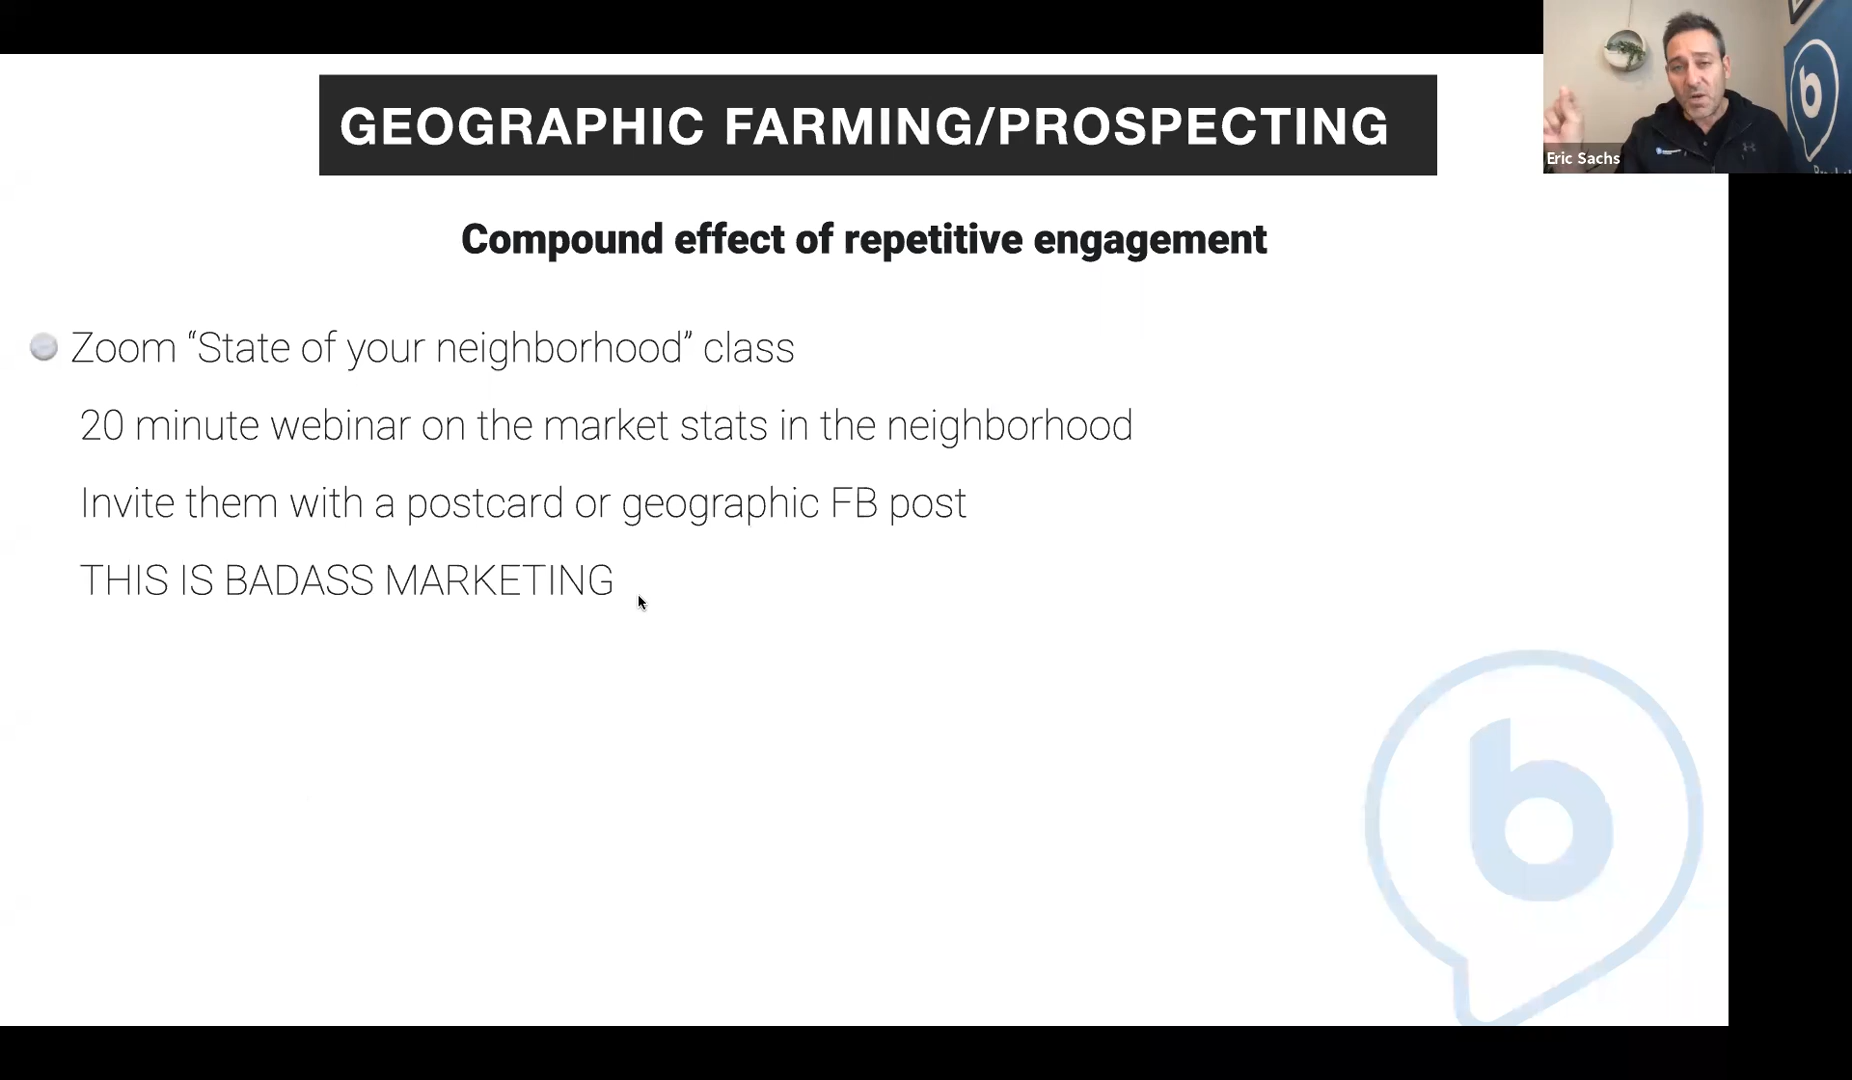 GEOGRAPHIC FARMING/PROSPECTING
Eric Sachs
Compound effect of repetitive engagement
Zoom “State of your neighborhood” class
20 minute webinar on the market stats in the neighborhood
Invite them with a postcard or geographic FB post
THIS IS BADASS MARKETING
b
b